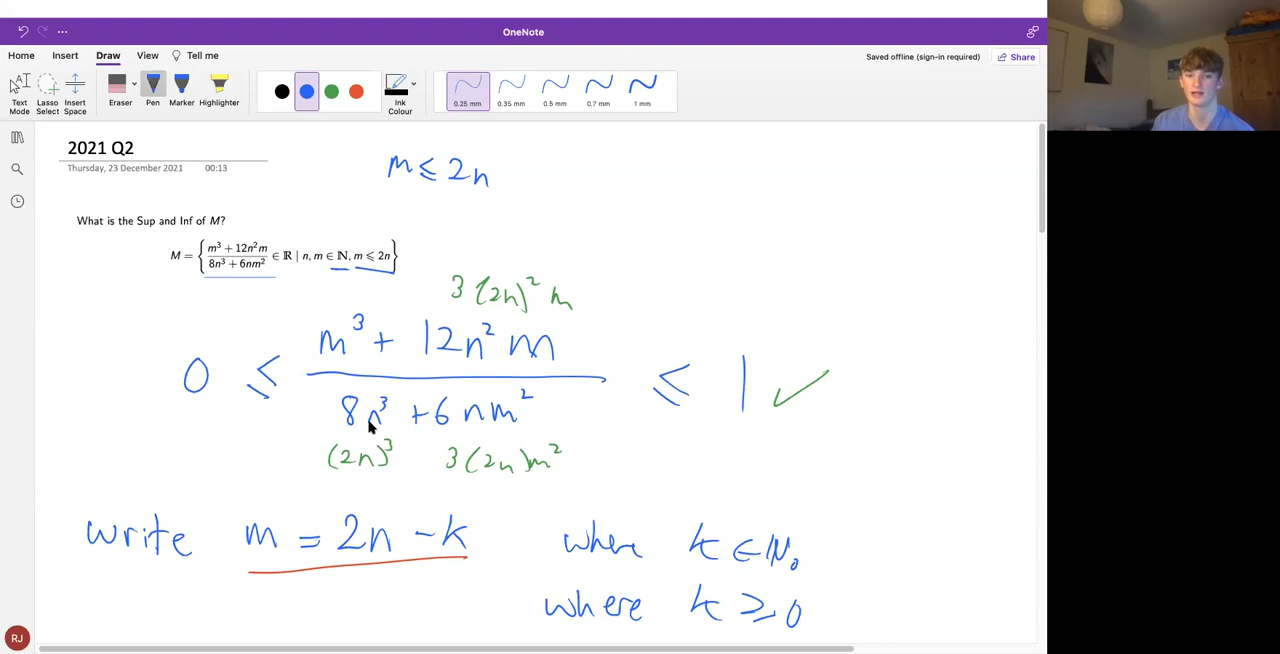 OneNote
Home Insert Draw View Tell me
Saved offline (sign-in required) Share
Text Mode
Lasso Select
Insert Space
Eraser
Pen
Marker
Highlighter
Ink Colour
0.25 mm
0.35 mm
0.5 mm
0.7 mm
1 mm
2021 Q2
Thursday, 23 December 2021 00:13
m ⩽ 2n
What is the Sup and Inf of M?
M = { (m³ + 12n²m) / (8n³ + 6nm²) ∈ ℝ | n, m ∈ ℕ, m ⩽ 2n }
3(2n)² m
0 ≤ (m³ + 12n² m) / (8n³ + 6nm²) ≤ 1 ✓
(2n)³ 3(2n)m²
write m = 2n - k where k ∈ ℕ₀
where k ≥ 0
RJ